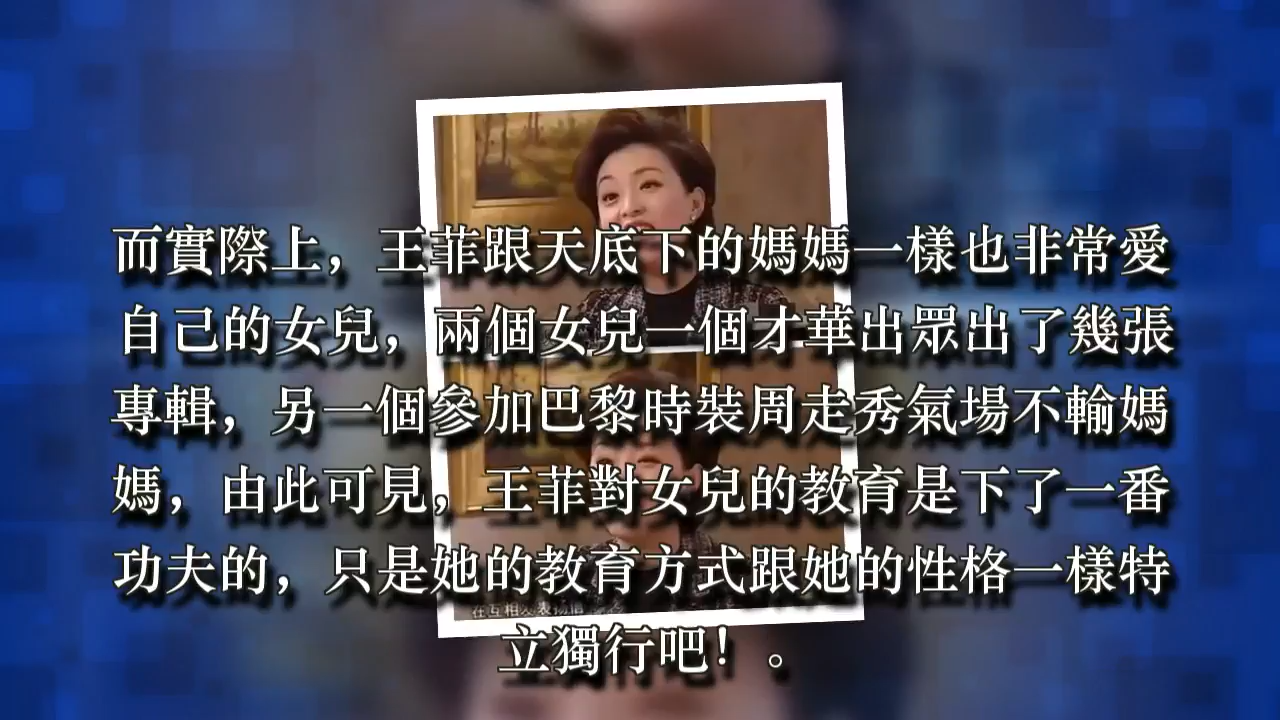 而實際上，王菲跟天底下的媽媽一樣也非常愛
自己的女兒，兩個女兒一個才華出眾出了幾張
專輯，另一個參加巴黎時裝周走秀氣場不輸媽
媽，由此可見，王菲對女兒的教育是下了一番
功夫的，只是她的教育方式跟她的性格一樣特
立獨行吧！。
在互相